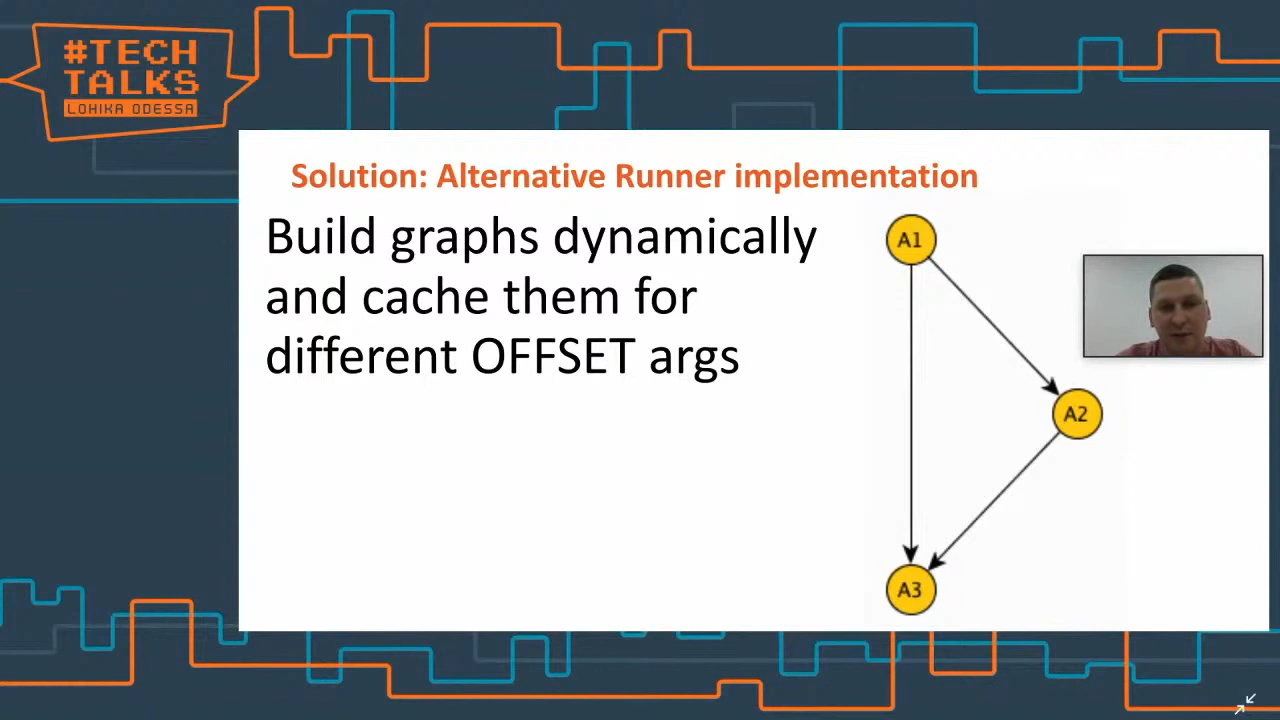 #TECH
TALKS
LOHIKA ODESSA
Solution: Alternative Runner implementation
Build graphs dynamically
and cache them for
different OFFSET args
A1
A2
A3